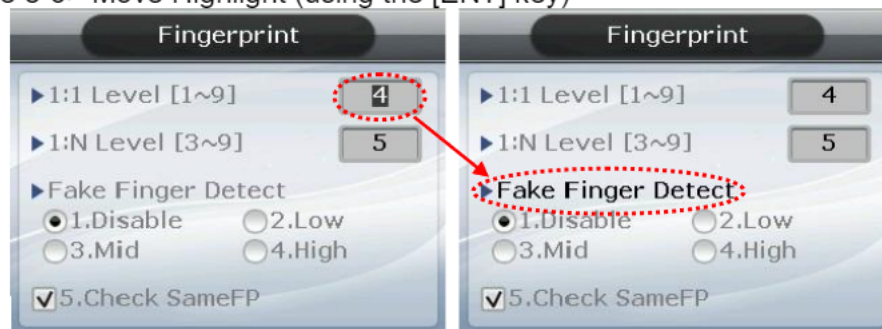 Move Highlight (using the [ENT] key)
Fingerprint
1:1 Level [1~9] 4
1:N Level [3~9] 5
Fake Finger Detect
1.Disable 2.Low
3.Mid 4.High
5.Check SameFP
Fingerprint
1:1 Level [1~9] 4
1:N Level [3~9] 5
Fake Finger Detect
1.Disable 2.Low
3.Mid 4.High
5.Check SameFP